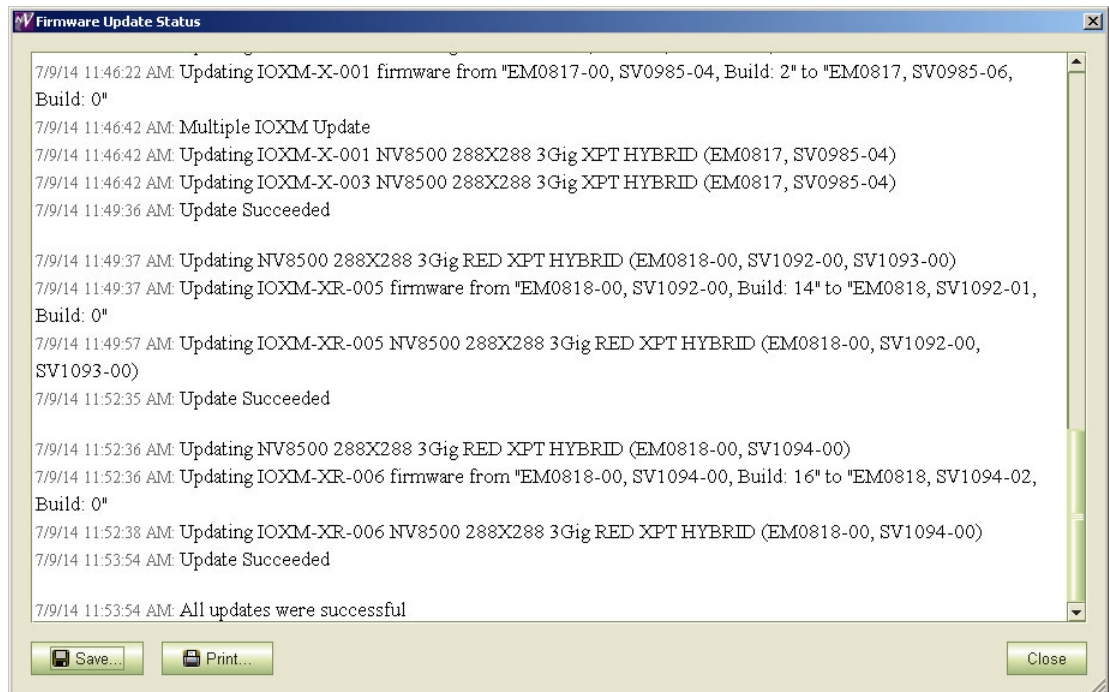 Firmware Update Status
7/9/14 11:46:22 AM: Updating IOXM-X-001 firmware from "EM0817-00, SV0985-04, Build: 2" to "EM0817, SV0985-06,
Build: 0"
7/9/14 11:46:42 AM: Multiple IOXM Update
7/9/14 11:46:42 AM: Updating IOXM-X-001 NV8500 288X288 3Gig XPT HYBRID (EM0817, SV0985-04)
7/9/14 11:46:42 AM: Updating IOXM-X-003 NV8500 288X288 3Gig XPT HYBRID (EM0817, SV0985-04)
7/9/14 11:49:36 AM: Update Succeeded
7/9/14 11:49:37 AM: Updating NV8500 288X288 3Gig RED XPT HYBRID (EM0818-00, SV1092-00, SV1093-00)
7/9/14 11:49:37 AM: Updating IOXM-XR-005 firmware from "EM0818-00, SV1092-00, Build: 14" to "EM0818, SV1092-01,
Build: 0"
7/9/14 11:49:57 AM: Updating IOXM-XR-005 NV8500 288X288 3Gig RED XPT HYBRID (EM0818-00, SV1092-00,
SV1093-00)
7/9/14 11:52:35 AM: Update Succeeded
7/9/14 11:52:36 AM: Updating NV8500 288X288 3Gig RED XPT HYBRID (EM0818-00, SV1094-00)
7/9/14 11:52:36 AM: Updating IOXM-XR-006 firmware from "EM0818-00, SV1094-00, Build: 16" to "EM0818, SV1094-02,
Build: 0"
7/9/14 11:52:38 AM: Updating IOXM-XR-006 NV8500 288X288 3Gig RED XPT HYBRID (EM0818-00, SV1094-00)
7/9/14 11:53:54 AM: Update Succeeded
7/9/14 11:53:54 AM: All updates were successful
Save... Print... Close